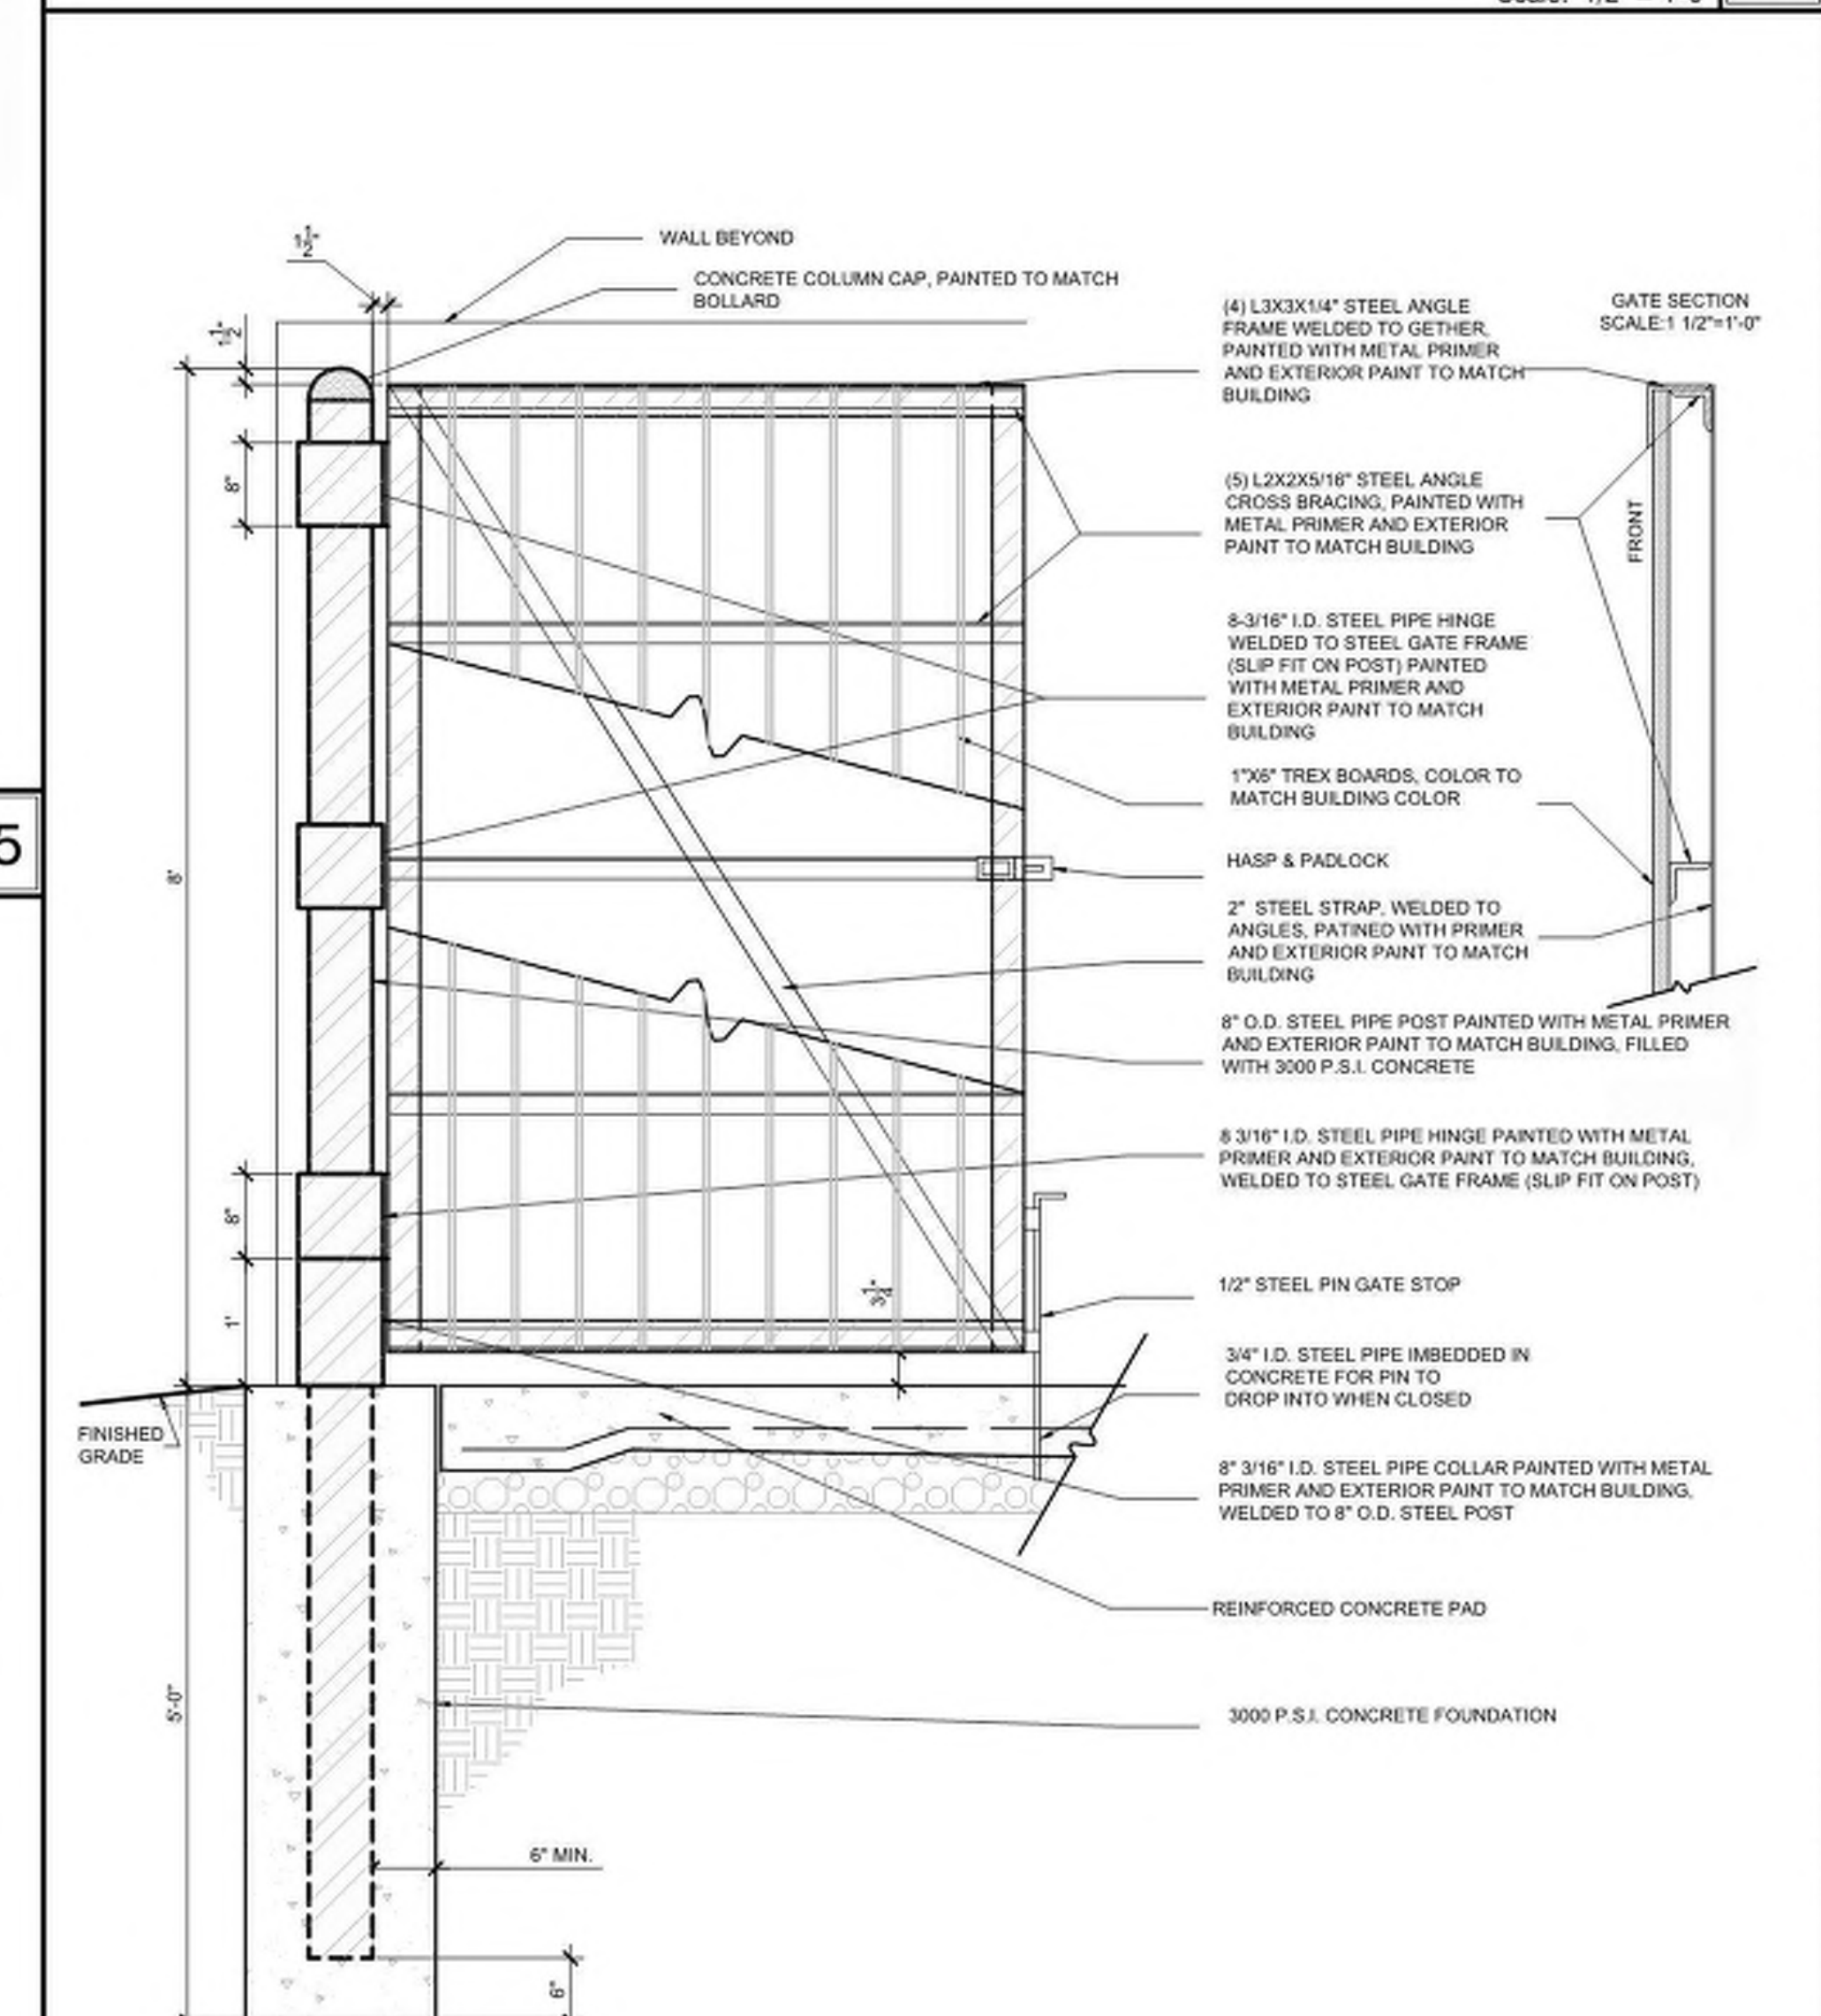 1 1/2"
WALL BEYOND
CONCRETE COLUMN CAP, PAINTED TO MATCH
BOLLARD
1 1/2"
(4) L3X3X1/4" STEEL ANGLE
FRAME WELDED TO GETHER,
PAINTED WITH METAL PRIMER
AND EXTERIOR PAINT TO MATCH
BUILDING
GATE SECTION
SCALE:1 1/2"=1'-0"
8"
(5) L2X2X5/16" STEEL ANGLE
CROSS BRACING, PAINTED WITH
METAL PRIMER AND EXTERIOR
PAINT TO MATCH BUILDING
FRONT
8-3/16" I.D. STEEL PIPE HINGE
WELDED TO STEEL GATE FRAME
(SLIP FIT ON POST) PAINTED
WITH METAL PRIMER AND
EXTERIOR PAINT TO MATCH
BUILDING
1"X6" TREX BOARDS, COLOR TO
MATCH BUILDING COLOR
5
8'
HASP & PADLOCK
2" STEEL STRAP, WELDED TO
ANGLES, PATINED WITH PRIMER
AND EXTERIOR PAINT TO MATCH
BUILDING
8" O.D. STEEL PIPE POST PAINTED WITH METAL PRIMER
AND EXTERIOR PAINT TO MATCH BUILDING, FILLED
WITH 3000 P.S.I. CONCRETE
8 3/16" I.D. STEEL PIPE HINGE PAINTED WITH METAL
PRIMER AND EXTERIOR PAINT TO MATCH BUILDING,
WELDED TO STEEL GATE FRAME (SLIP FIT ON POST)
8"
1/2" STEEL PIN GATE STOP
3 1/4"
1'
3/4" I.D. STEEL PIPE IMBEDDED IN
CONCRETE FOR PIN TO
DROP INTO WHEN CLOSED
FINISHED
GRADE
8" 3/16" I.D. STEEL PIPE COLLAR PAINTED WITH METAL
PRIMER AND EXTERIOR PAINT TO MATCH BUILDING,
WELDED TO 8" O.D. STEEL POST
REINFORCED CONCRETE PAD
5'-0"
3000 P.S.I. CONCRETE FOUNDATION
6" MIN.
6"